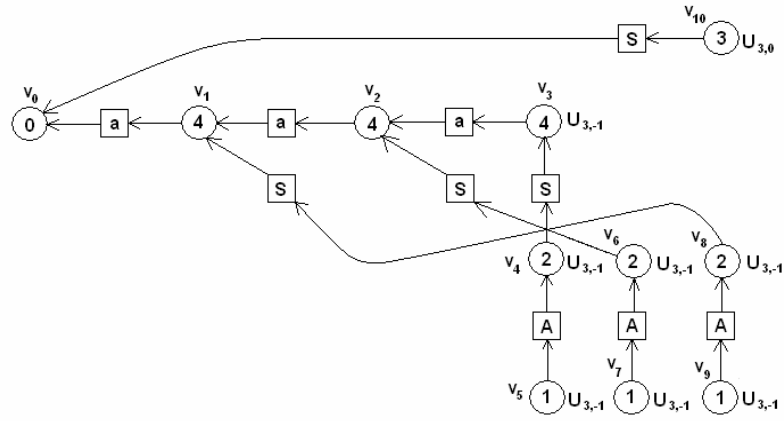 V10
S 3 U3,0
V0 V1 V2 V3
0 a 4 a 4 a 4 U3,-1
S S S
V4 V6 V8
2 U3,-1 2 U3,-1 2 U3,-1
A A A
V5 V7 V9
1 U3,-1 1 U3,-1 1 U3,-1